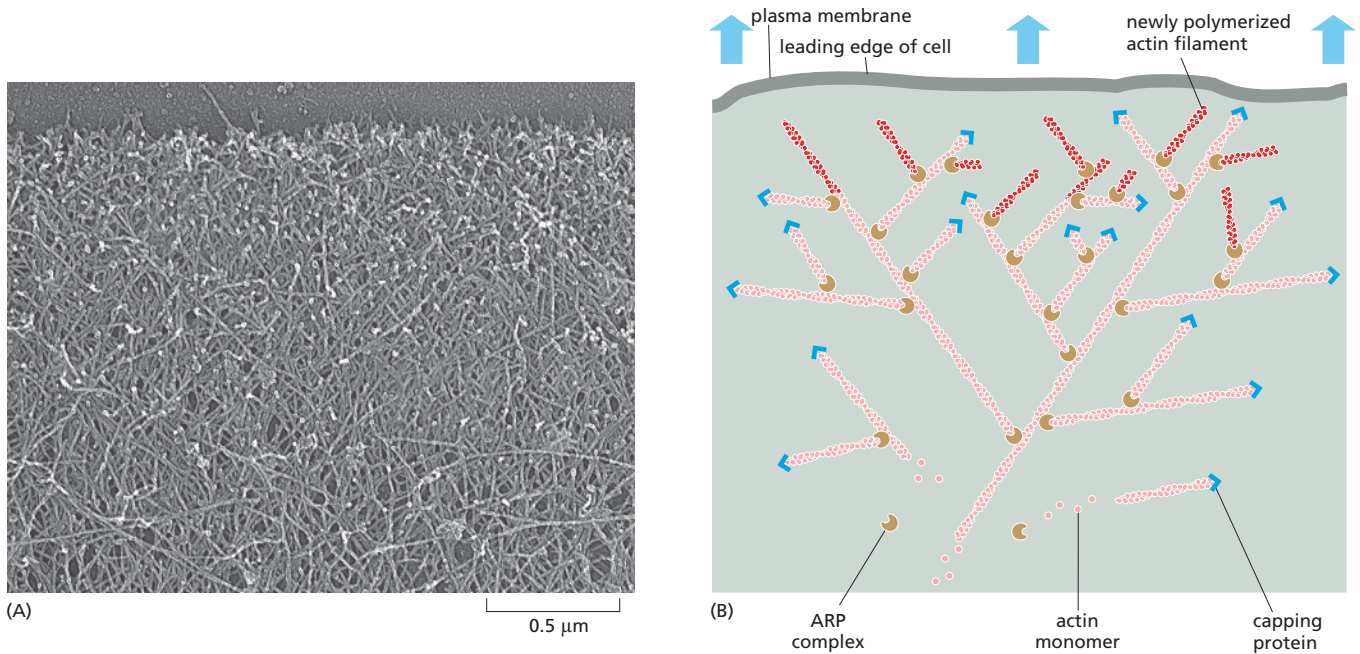 (A)
0.5 μm
plasma membrane
leading edge of cell
newly polymerized
actin filament
(B)
ARP
complex
actin
monomer
capping
protein